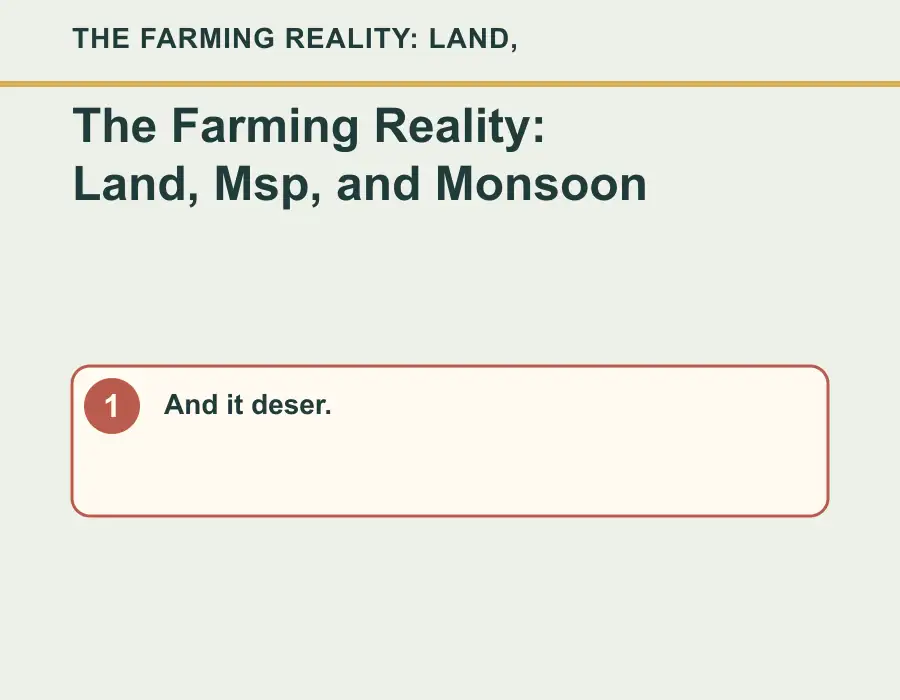 THE FARMING REALITY: LAND,
The Farming Reality:
Land, Msp, and Monsoon
1
And it deser.